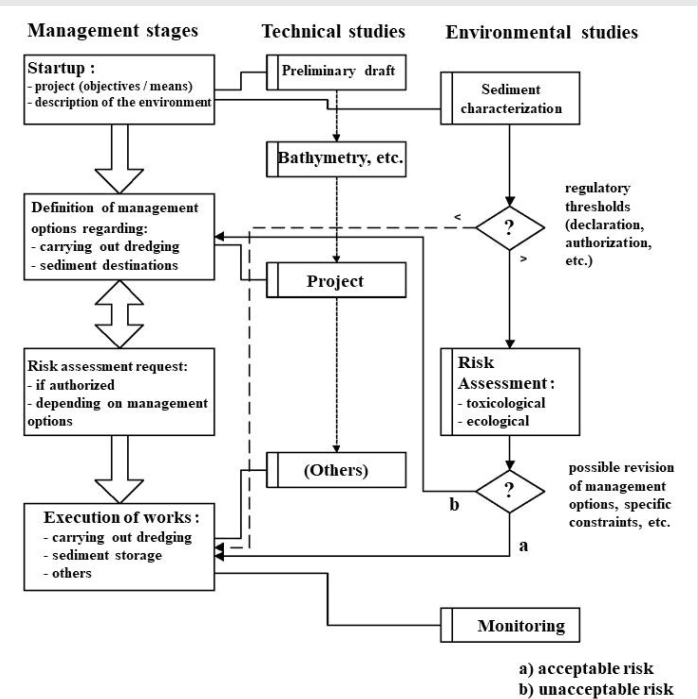 Management stages
Technical studies
Environmental studies
Startup :
- project (objectives / means)
- description of the environment
Preliminary draft
Sediment
characterization
Bathymetry, etc.
Definition of management
options regarding:
- carrying out dredging
- sediment destinations
<
?
>
regulatory
thresholds
(declaration,
authorization,
etc.)
Project
Risk assessment request:
- if authorized
- depending on management
options
Risk
Assessment :
- toxicological
- ecological
(Others)
?
b
a
possible revision
of management
options, specific
constraints, etc.
Execution of works :
- carrying out dredging
- sediment storage
- others
Monitoring
a) acceptable risk
b) unacceptable risk